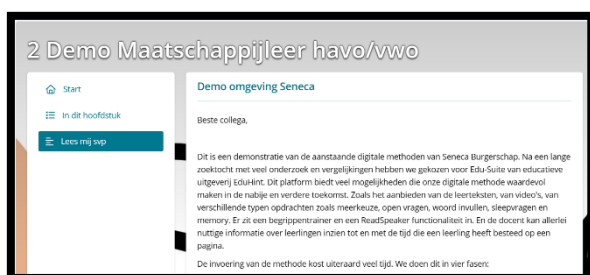 2 Demo Maatschappijleer havo/vwo
Start
In dit hoofdstuk
Lees mij svp
Demo omgeving Seneca
Beste collega,
Dit is een demonstratie van de aanstaande digitale methoden van Seneca Burgerschap. Na een lange
zoektocht met veel onderzoek en vergelijkingen hebben we gekozen voor Edu-Suite van educatieve
uitgeverij EduHint. Dit platform biedt veel mogelijkheden die onze digitale methode waardevol
maken in de nabije en verdere toekomst. Zoals het aanbieden van de leerteksten, van video's, van
verschillende typen opdrachten zoals meerkeuze, open vragen, woord invullen, sleepvragen en
memory. Er zit een begrippentrainer en een ReadSpeaker functionaliteit in. En de docent kan allerlei
nuttige informatie over leerlingen inzien tot en met de tijd die een leerling heeft besteed op een
pagina.
De invoering van de methode kost uiteraard veel tijd. We doen dit in vier fasen: